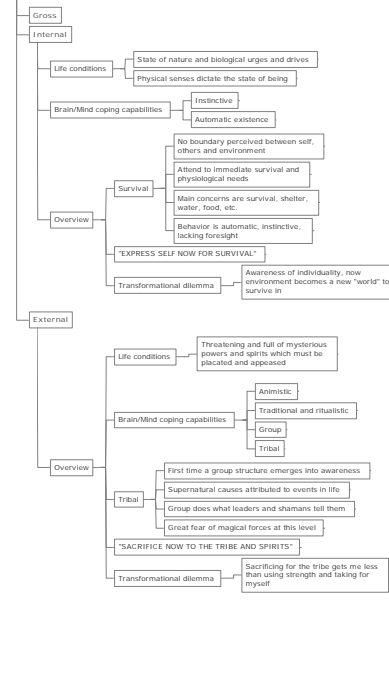 Gross
Internal
Life conditions
State of nature and biological urges and drives
Physical senses dictate the state of being
Brain/Mind coping capabilities
Instinctive
Automatic existence
Overview
Survival
No boundary perceived between self,
others and environment
Attend to immediate survival and
physiological needs
Main concerns are survival, shelter,
water, food, etc.
Behavior is automatic, instinctive,
lacking foresight
"EXPRESS SELF NOW FOR SURVIVAL"
Transformational dilemma
Awareness of individuality, now
environment becomes a new "world" to
survive in
External
Overview
Life conditions
Threatening and full of mysterious
powers and spirits which must be
placated and appeased
Brain/Mind coping capabilities
Animistic
Traditional and ritualistic
Group
Tribal
Tribal
First time a group structure emerges into awareness
Supernatural causes attributed to events in life
Group does what leaders and shamans tell them
Great fear of magical forces at this level
"SACRIFICE NOW TO THE TRIBE AND SPIRITS"
Transformational dilemma
Sacrificing for the tribe gets me less
than using strength and taking for
myself